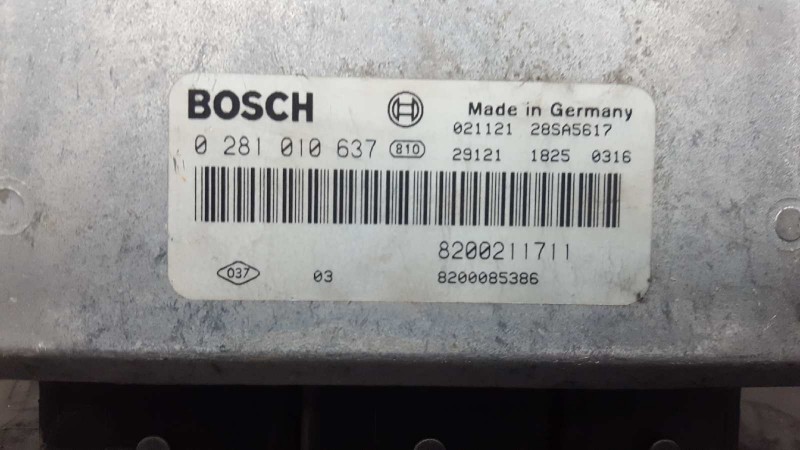 BOSCH Made in Germany
021121 28SA5617
0 281 010 637 810
29121 1825 0316
8200211711
037 03 8200085386